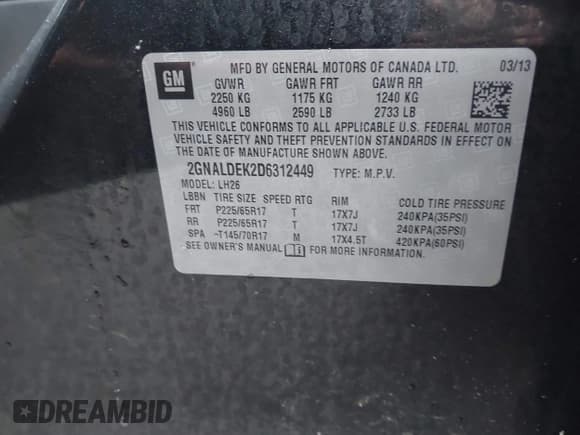 GM
MFD BY GENERAL MOTORS OF CANADA LTD. 03/13
GVWR GAWR FRT GAWR RR
2250 KG 1175 KG 1240 KG
4960 LB 2590 LB 2733 LB
THIS VEHICLE CONFORMS TO ALL APPLICABLE U.S. FEDERAL MOTOR
VEHICLE SAFETY AND THEFT PREVENTION STANDARDS IN EFFECT ON
THE DATE OF MANUFACTURE SHOWN ABOVE.
2GNALDEK2D6312449 TYPE: M.P.V.
MODEL: LH26
LBBN TIRE SIZE SPEED RTG RIM COLD TIRE PRESSURE
FRT P225/65R17 T 17X7J 240KPA(35PSI)
RR P225/65R17 T 17X7J 240KPA(35PSI)
SPA ~T145/70R17 M 17X4.5T 420KPA(60PSI)
SEE OWNER'S MANUAL FOR MORE INFORMATION.
DREAMBID